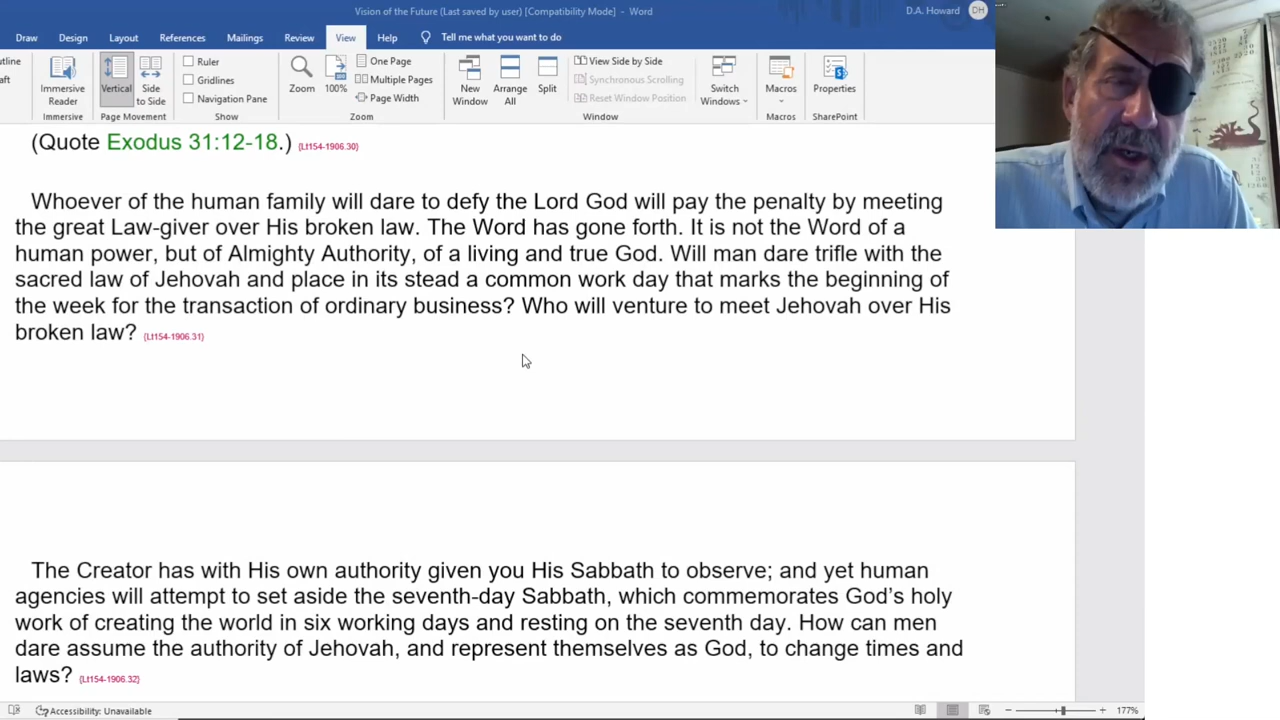 Vision of the Future (Last saved by user) [Compatibility Mode] - Word
D.A. Howard DH
Draw Design Layout References Mailings Review View Help Tell me what you want to do
Immersive Reader
Immersive
Vertical
Side to Side
Page Movement
Ruler
Gridlines
Navigation Pane
Show
Zoom
100%
One Page
Multiple Pages
Page Width
Zoom
New Window
Arrange All
Split
View Side by Side
Synchronous Scrolling
Reset Window Position
Window
Switch Windows
Macros
Macros
Properties
SharePoint
(Quote Exodus 31:12-18.) {Lt154-1906.30}
Whoever of the human family will dare to defy the Lord God will pay the penalty by meeting
the great Law-giver over His broken law. The Word has gone forth. It is not the Word of a
human power, but of Almighty Authority, of a living and true God. Will man dare trifle with the
sacred law of Jehovah and place in its stead a common work day that marks the beginning of
the week for the transaction of ordinary business? Who will venture to meet Jehovah over His
broken law? {Lt154-1906.31}
The Creator has with His own authority given you His Sabbath to observe; and yet human
agencies will attempt to set aside the seventh-day Sabbath, which commemorates God’s holy
work of creating the world in six working days and resting on the seventh day. How can men
dare assume the authority of Jehovah, and represent themselves as God, to change times and
laws? {Lt154-1906.32}
Accessibility: Unavailable
177%